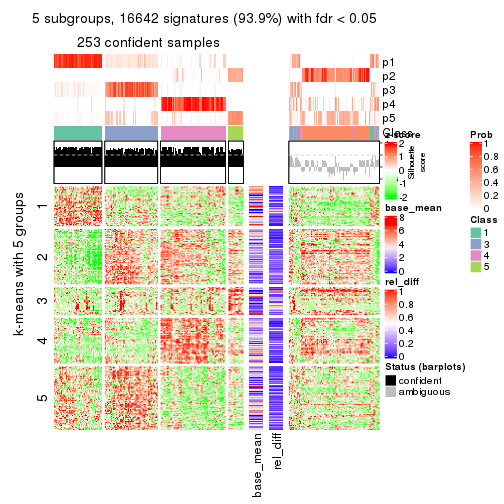 5 subgroups, 16642 signatures (93.9%) with fdr < 0.05
253 confident samples
p1
p2
p3
p4
p5
Class
Silhouette
score
k-means with 5 groups
1
2
3
4
5
base_mean
rel_diff
z-score
2
1
0
-1
-2
base_mean
8
6
4
2
0
rel_diff
1
0.8
0.6
0.4
0.2
0
Prob
1
0.8
0.6
0.4
0.2
0
Class
1
3
4
5
Status (barplots)
confident
ambiguous